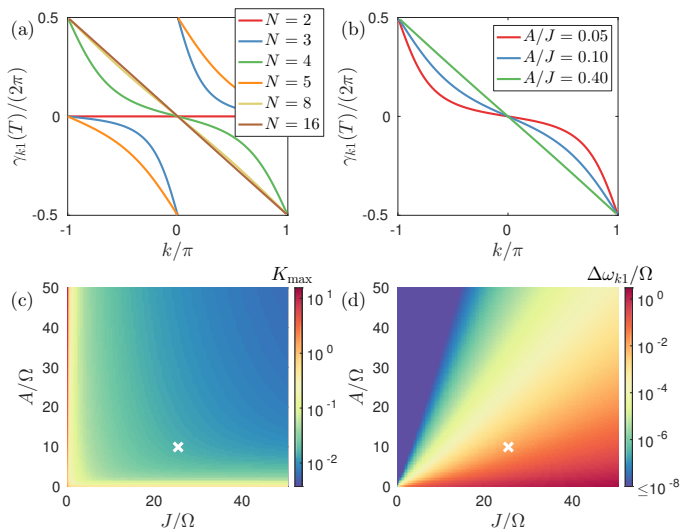 (a)
γk1(T)/(2π)
0.5
0
-0.5
-1
0
1
k/π
N = 2
N = 3
N = 4
N = 5
N = 8
N = 16
(b)
γk1(T)/(2π)
0.5
0
-0.5
-1
0
1
k/π
A/J = 0.05
A/J = 0.10
A/J = 0.40
(c)
Kmax
A/Ω
50
40
30
20
10
0
0
20
40
J/Ω
10^1
10^0
10^-1
10^-2
(d)
Δωk1/Ω
A/Ω
50
40
30
20
10
0
0
20
40
J/Ω
10^0
10^-2
10^-4
10^-6
≤10^-8